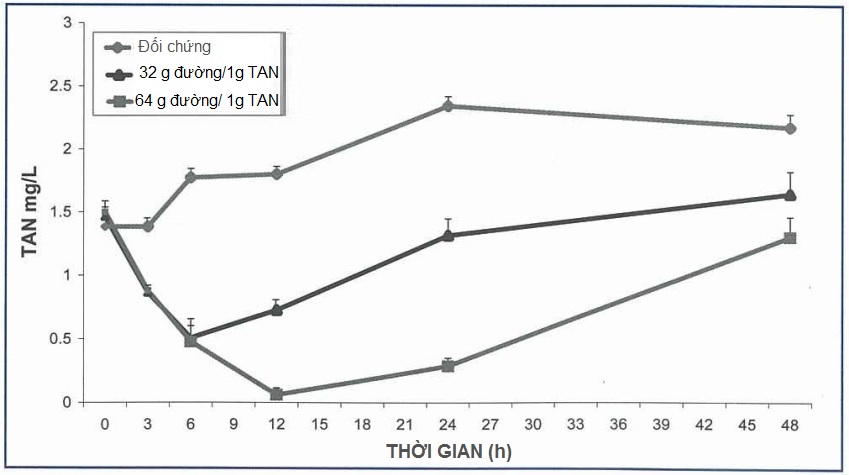 3
2.5
2
1.5
1
0.5
0
TAN mg/L
Đối chứng
32 g đường/1g TAN
64 g đường/ 1g TAN
0 3 6 9 12 15 18 21 24 27 30 33 36 39 42 45 48
THỜI GIAN (h)